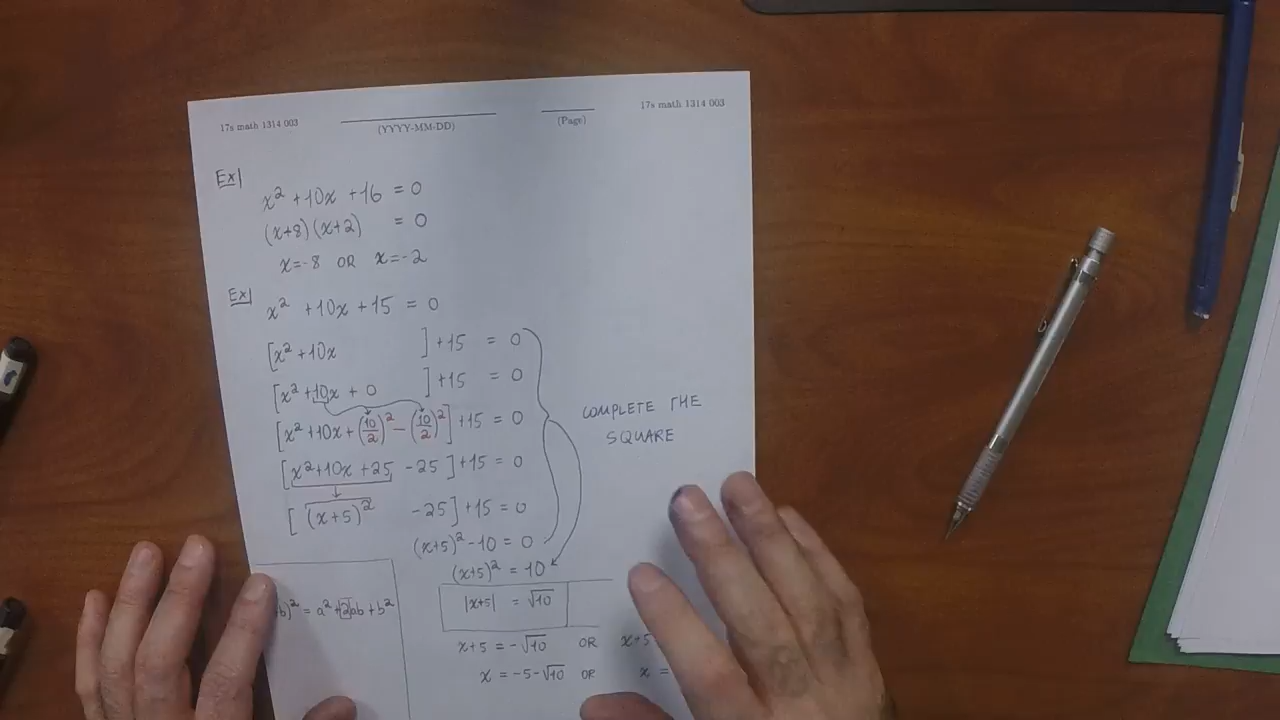 17s math 1314 003 (YYYY-MM-DD) (Page) 17s math 1314 003
Ex|
x² +10x +16 = 0
(x+8)(x+2) = 0
x=-8 OR x=-2
Ex|
x² +10x +15 = 0
[x² +10x ] +15 = 0
[x² +10x + 0 ] +15 = 0
[x² +10x + (10/2)² - (10/2)²] +15 = 0
[x²+10x +25 -25 ] +15 = 0
[ (x+5)² -25] +15 = 0
(x+5)² -10 = 0
(x+5)² = 10
|x+5| = √10
x+5 = -√10 OR x+5
x = -5-√10 OR x =
COMPLETE THE
SQUARE
b)² = a² +2ab + b²